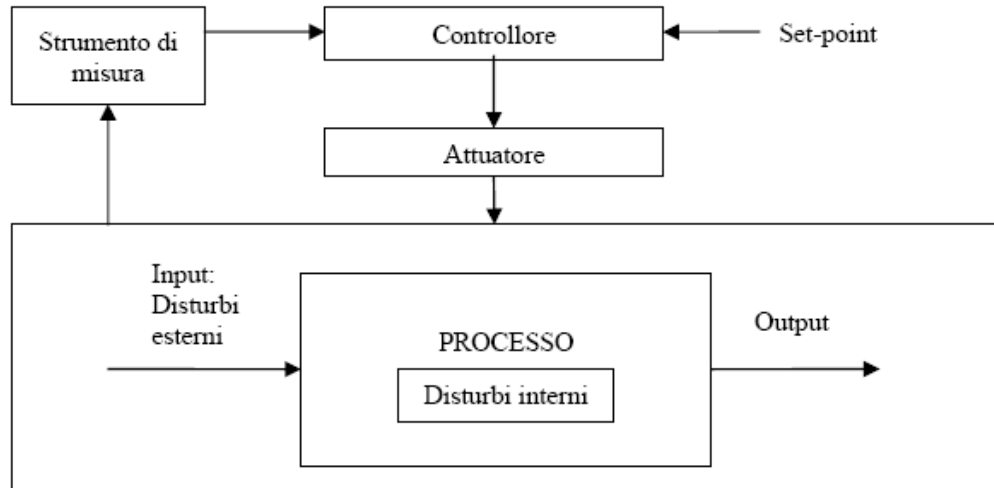 Strumento di
misura
Controllore
Set-point
Attuatore
Input:
Disturbi
esterni
PROCESSO
Disturbi interni
Output